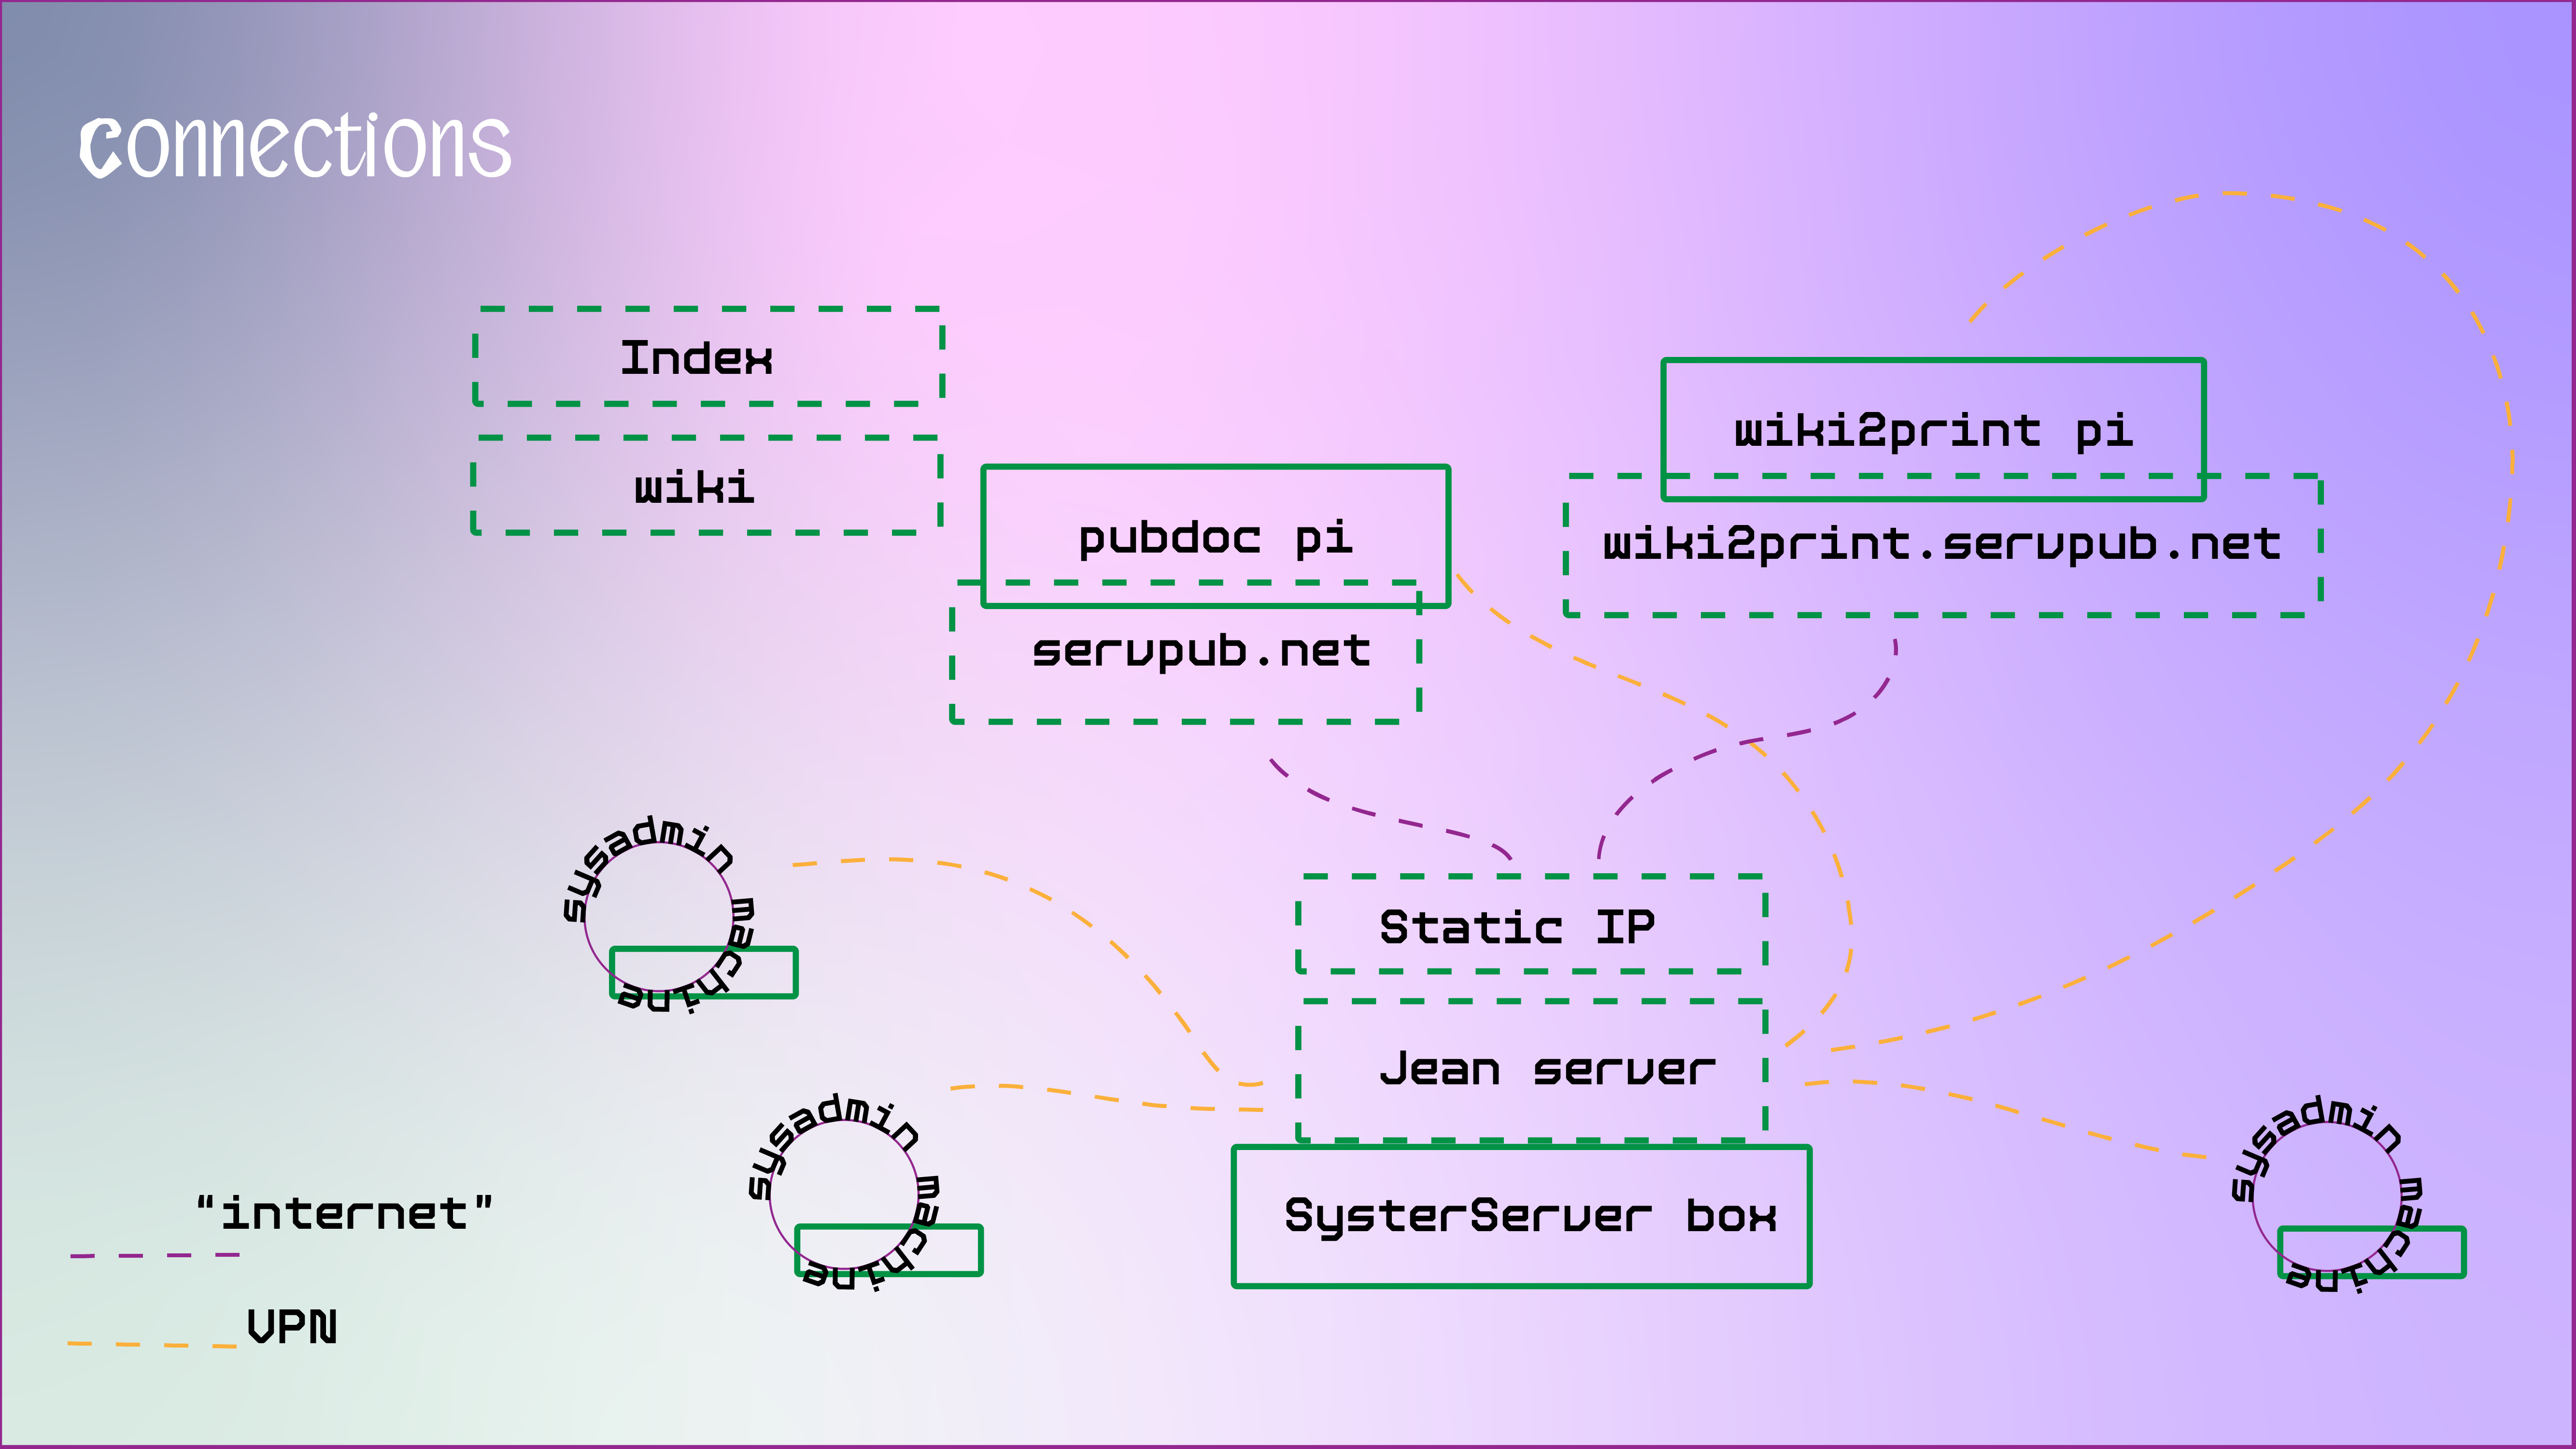 Connections
Index
wiki
pubdoc pi
servpub.net
wiki2print pi
wiki2print.servpub.net
sysadmin machine
Static IP
Jean server
SysterServer box
sysadmin machine
sysadmin machine
“internet”
VPN